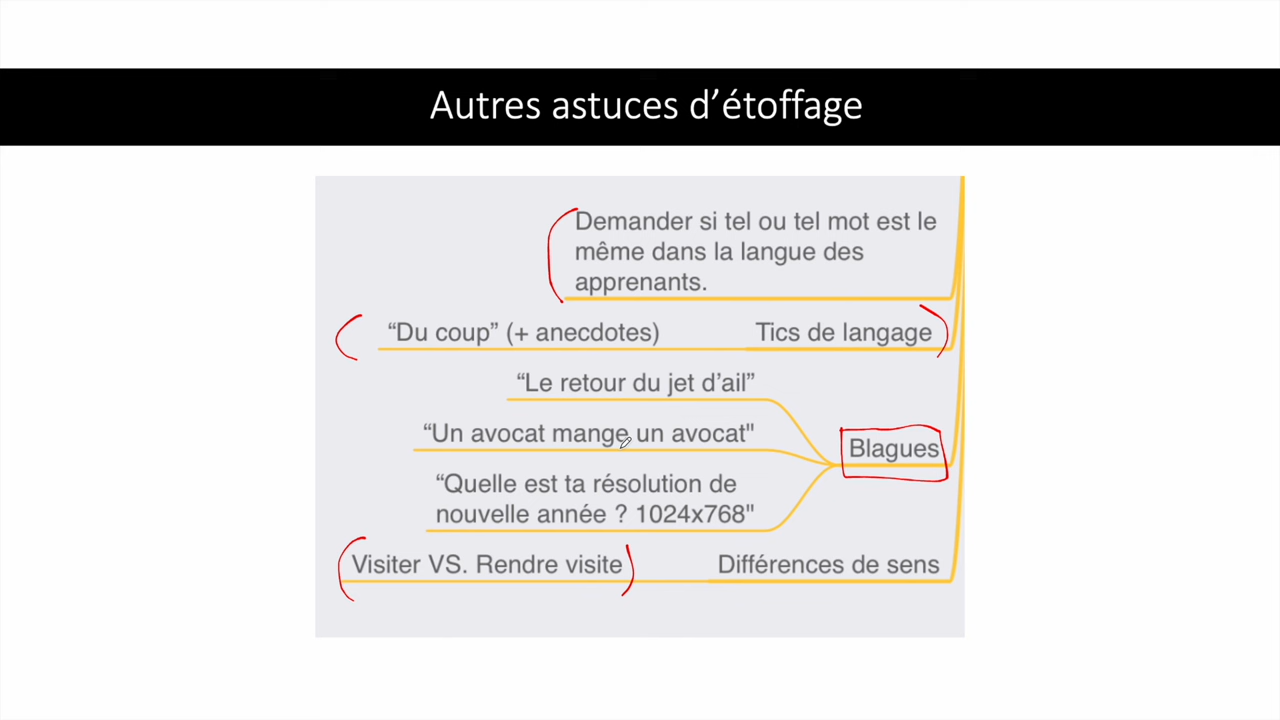 Autres astuces d’étoffage
Demander si tel ou tel mot est le
même dans la langue des
apprenants.
“Du coup” (+ anecdotes) Tics de langage
“Le retour du jet d’ail”
“Un avocat mange un avocat"
Blagues
“Quelle est ta résolution de
nouvelle année ? 1024x768"
Visiter VS. Rendre visite Différences de sens